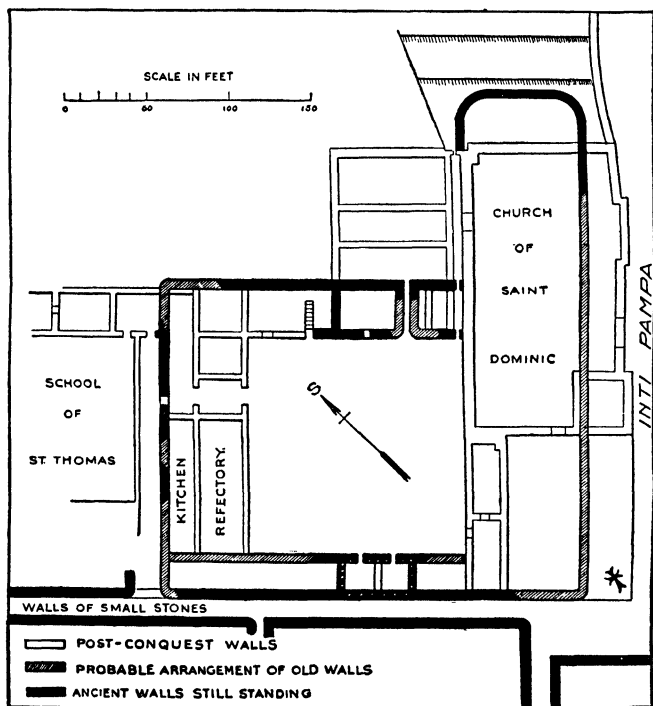 SCALE IN FEET
0 50 100 150
CHURCH
OF
SAINT
DOMINIC
INTI PAMPA
S
SCHOOL
OF
ST. THOMAS
KITCHEN
REFECTORY.
WALLS OF SMALL STONES
POST-CONQUEST WALLS
PROBABLE ARRANGEMENT OF OLD WALLS
ANCIENT WALLS STILL STANDING